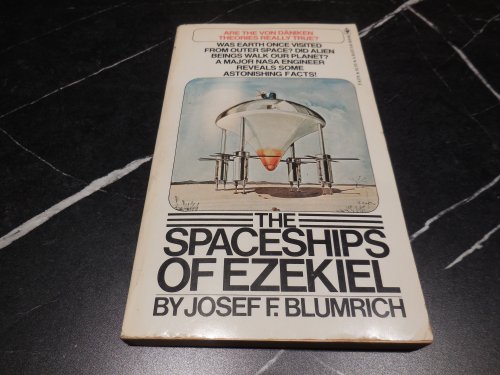 ARE THE VON DÄNIKEN
THEORIES REALLY TRUE?
WAS EARTH ONCE VISITED
FROM OUTER SPACE? DID ALIEN
BEINGS WALK OUR PLANET?
A MAJOR NASA ENGINEER
REVEALS SOME
ASTONISHING FACTS!
THE
SPACESHIPS
OF EZEKIEL
BY JOSEF F. BLUMRICH